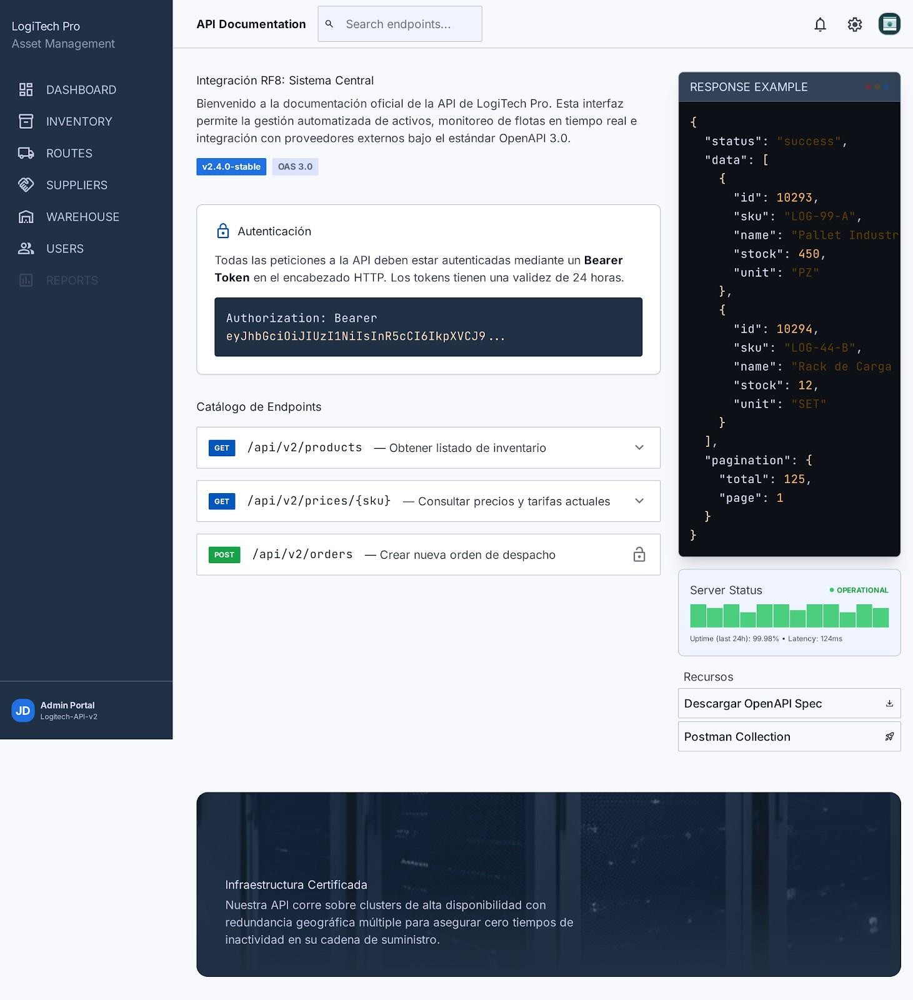 LogiTech Pro
Asset Management
DASHBOARD
INVENTORY
ROUTES
SUPPLIERS
WAREHOUSE
USERS
REPORTS
JD
Admin Portal
Logitech-API-v2
API Documentation
Search endpoints...
Integración RF8: Sistema Central
Bienvenido a la documentación oficial de la API de LogiTech Pro. Esta interfaz
permite la gestión automatizada de activos, monitoreo de flotas en tiempo real e
integración con proveedores externos bajo el estándar OpenAPI 3.0.
v2.4.0-stable
OAS 3.0
Autenticación
Todas las peticiones a la API deben estar autenticadas mediante un Bearer
Token en el encabezado HTTP. Los tokens tienen una validez de 24 horas.
Authorization: Bearer
eyJhbGciOiJIUzI1NiIsInR5cCI6IkpXVCJ9...
Catálogo de Endpoints
GET /api/v2/products — Obtener listado de inventario
GET /api/v2/prices/{sku} — Consultar precios y tarifas actuales
POST /api/v2/orders — Crear nueva orden de despacho
RESPONSE EXAMPLE
{
"status": "success",
"data": [
{
"id": 10293,
"sku": "LOG-99-A",
"name": "Pallet Industr
"stock": 450,
"unit": "PZ"
},
{
"id": 10294,
"sku": "LOG-44-B",
"name": "Rack de Carga
"stock": 12,
"unit": "SET"
}
],
"pagination": {
"total": 125,
"page": 1
}
}
Server Status
OPERATIONAL
Uptime (last 24h): 99.98% • Latency: 124ms
Recursos
Descargar OpenAPI Spec
Postman Collection
Infraestructura Certificada
Nuestra API corre sobre clusters de alta disponibilidad con
redundancia geográfica múltiple para asegurar cero tiempos de
inactividad en su cadena de suministro.